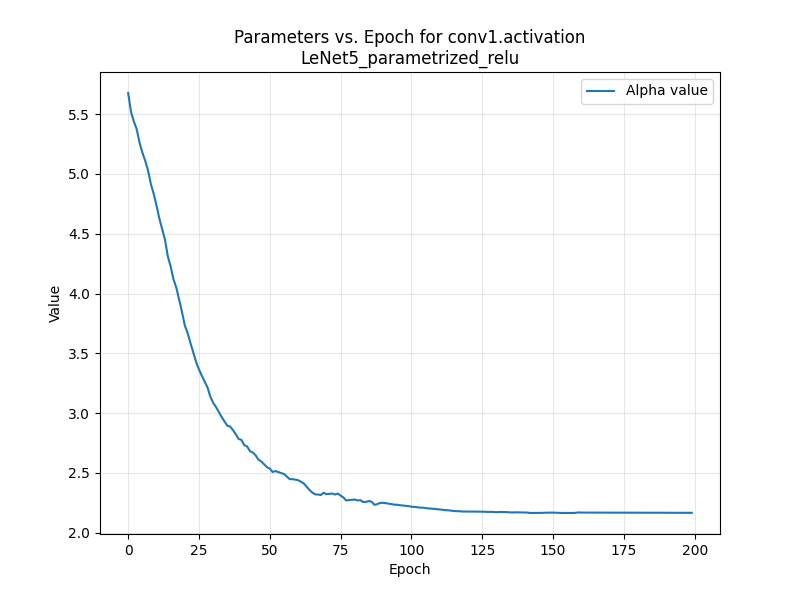 Parameters vs. Epoch for conv1.activation
LeNet5_parametrized_relu
Alpha value
5.5
5.0
4.5
4.0
3.5
3.0
2.5
2.0
Value
0 25 50 75 100 125 150 175 200
Epoch